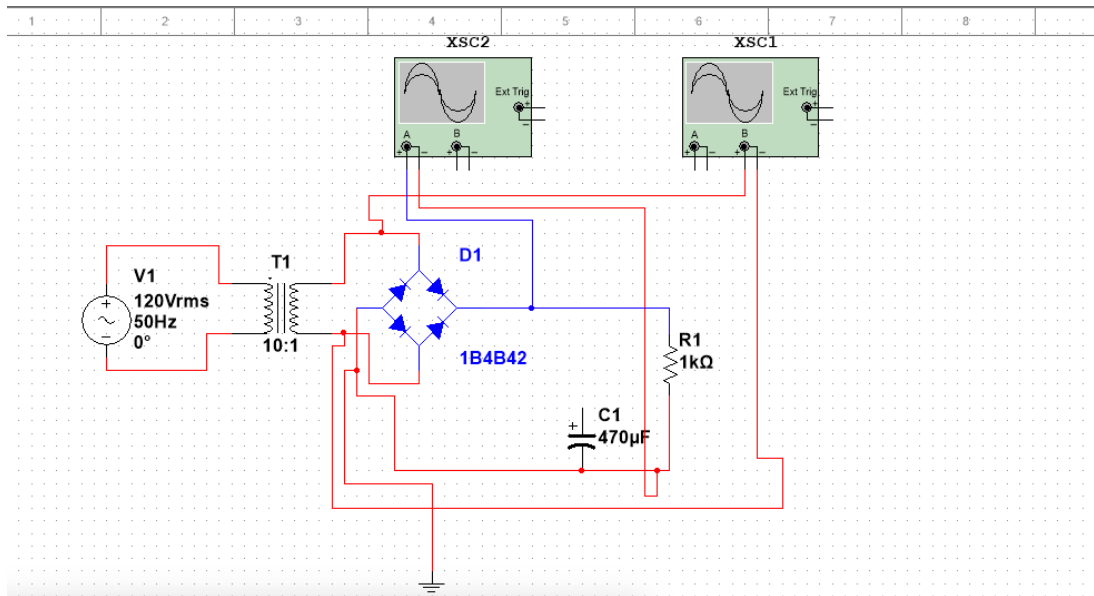 1 2 3 4 5 6 7 8
XSC2
XSC1
Ext Trig
+
−
A
B
+ − + −
Ext Trig
+
−
A
B
+ − + −
V1
120Vrms
50Hz
0°
+
−
T1
10:1
D1
1B4B42
R1
1kΩ
C1
+
470µF